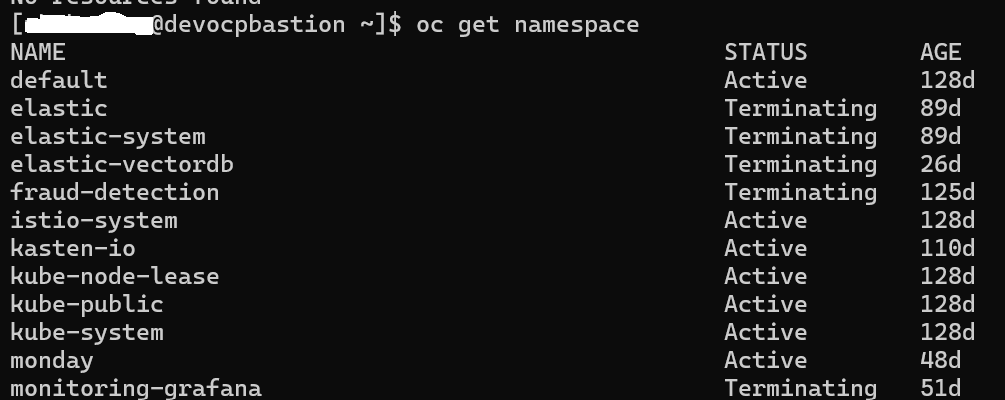 No resources found
[@devocpbastion ~]$ oc get namespace
NAME STATUS AGE
default Active 128d
elastic Terminating 89d
elastic-system Terminating 89d
elastic-vectordb Terminating 26d
fraud-detection Terminating 125d
istio-system Active 128d
kasten-io Active 110d
kube-node-lease Active 128d
kube-public Active 128d
kube-system Active 128d
monday Active 48d
monitoring-grafana Terminating 51d